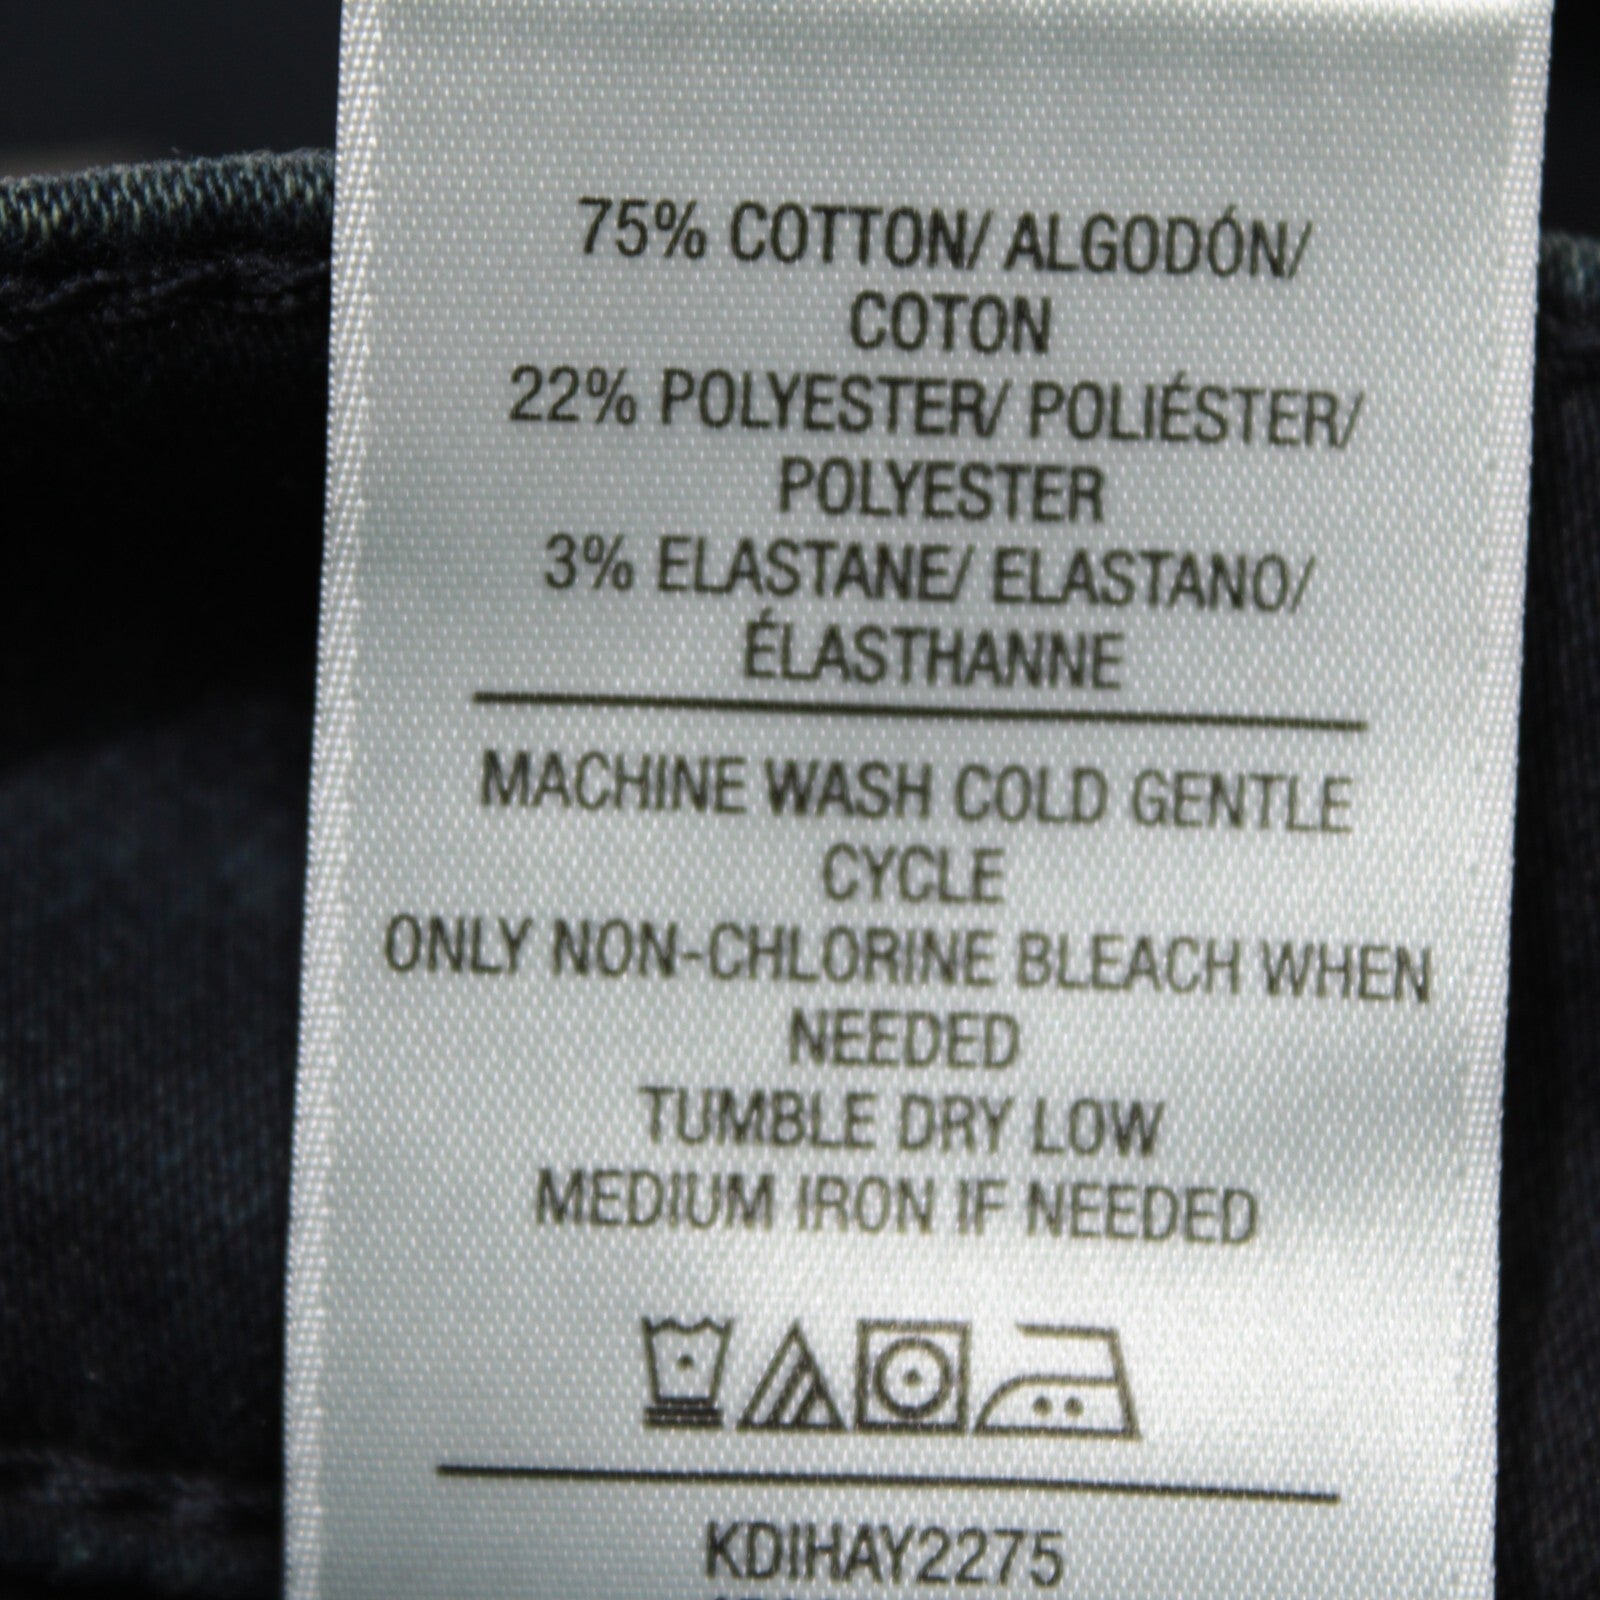 75% COTTON/ ALGODÓN/
COTON
22% POLYESTER/ POLIÉSTER/
POLYESTER
3% ELASTANE/ ELASTANO/
ÉLASTHANNE
MACHINE WASH COLD GENTLE
CYCLE
ONLY NON-CHLORINE BLEACH WHEN
NEEDED
TUMBLE DRY LOW
MEDIUM IRON IF NEEDED
KDIHAY2275